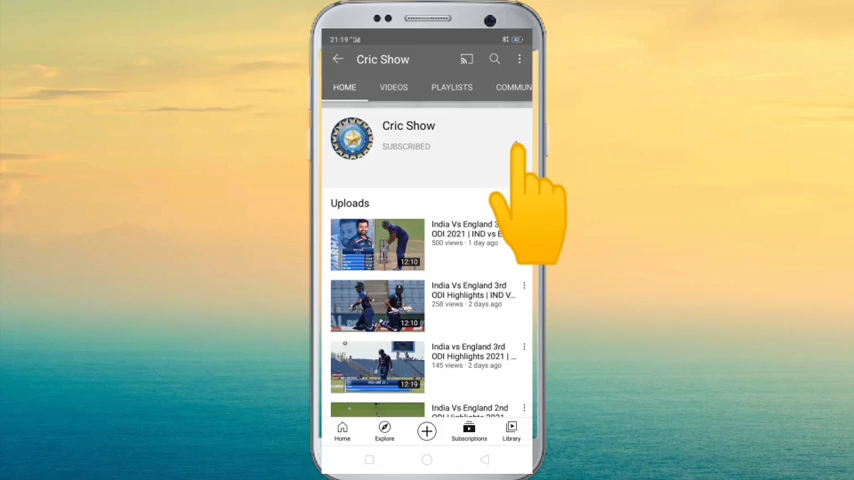 21:19
Cric Show
HOME VIDEOS PLAYLISTS COMMUN
Cric Show
SUBSCRIBED
Uploads
India Vs England 3
ODI 2021 | IND vs E
500 views · 1 day ago
12:10
India Vs England 3rd
ODI Highlights | IND V...
258 views · 2 days ago
12:10
India vs England 3rd
ODI Highlights 2021 | ...
145 views · 2 days ago
12:19
India Vs England 2nd
ODI Highlights 2021
Home Explore Subscriptions Library